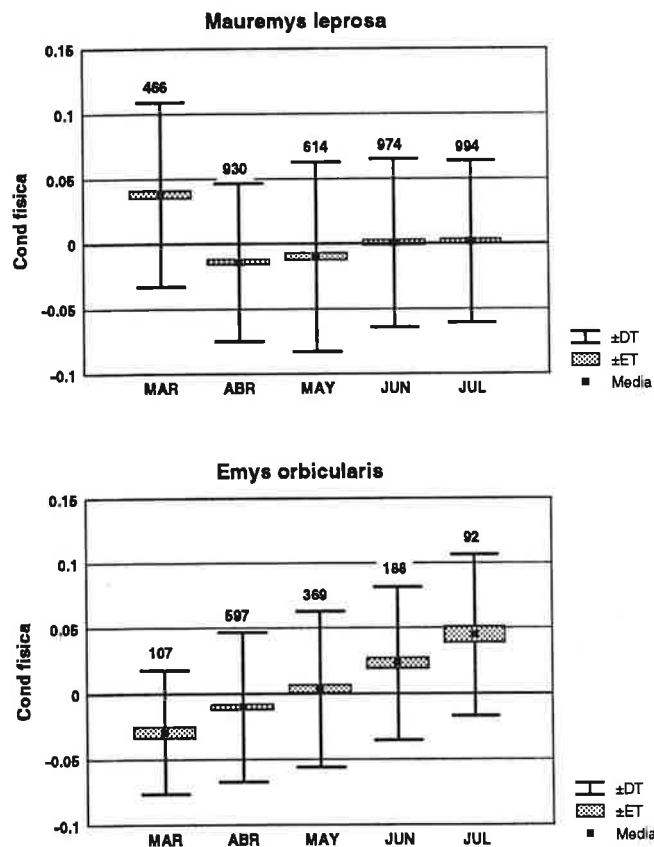 Mauremys leprosa
0.15
0.1
0.05
0
-0.05
-0.1
Cond fisica
466
930
614
974
994
MAR ABR MAY JUN JUL
±DT
±ET
Media
Emys orbicularis
0.15
0.1
0.05
0
-0.05
-0.1
Cond fisica
107
597
369
188
92
MAR ABR MAY JUN JUL
±DT
±ET
Media